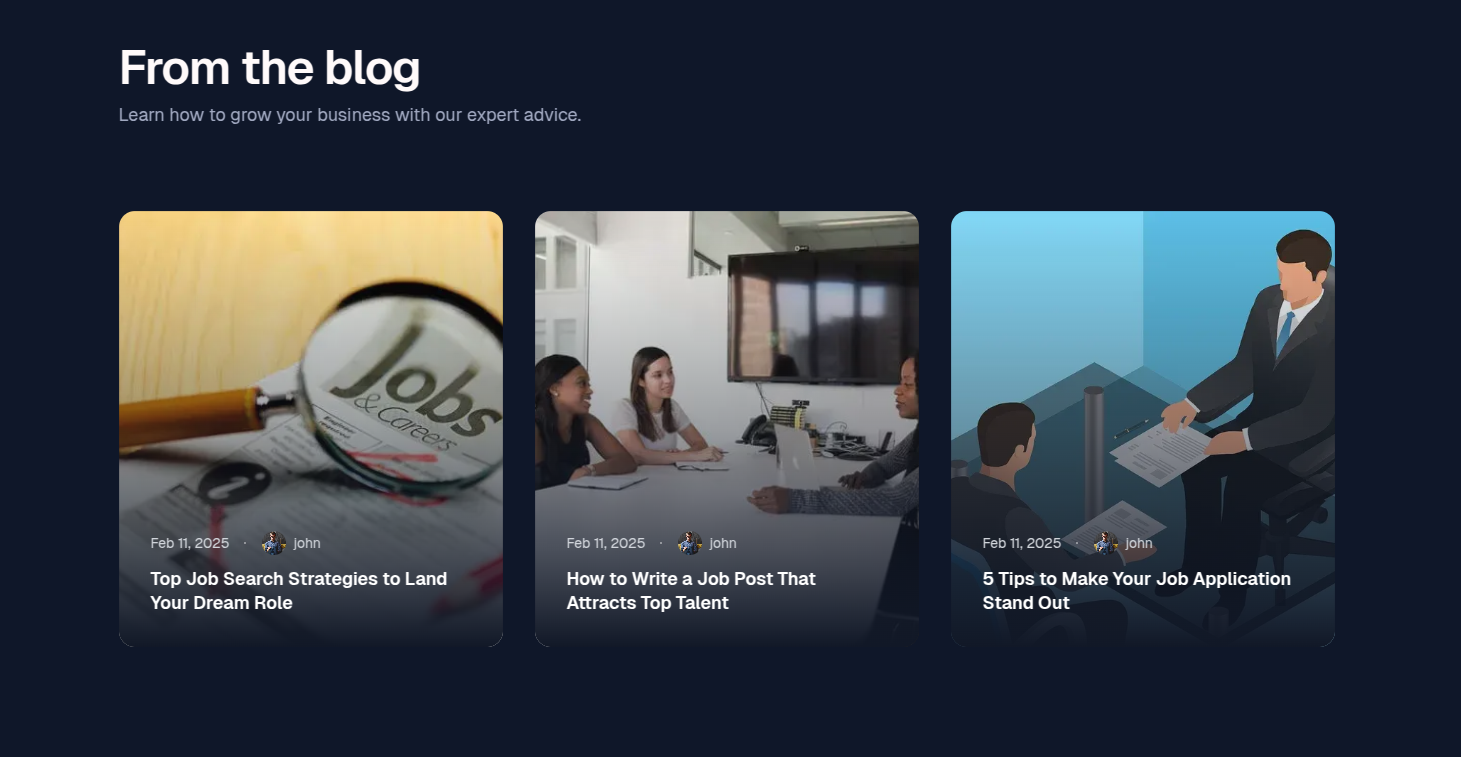 From the blog
Learn how to grow your business with our expert advice.
Jobs
& Careers
Engineer
required
i
Feb 11, 2025 · john
Top Job Search Strategies to Land
Your Dream Role
Feb 11, 2025 · john
How to Write a Job Post That
Attracts Top Talent
Feb 11, 2025 · john
5 Tips to Make Your Job Application
Stand Out